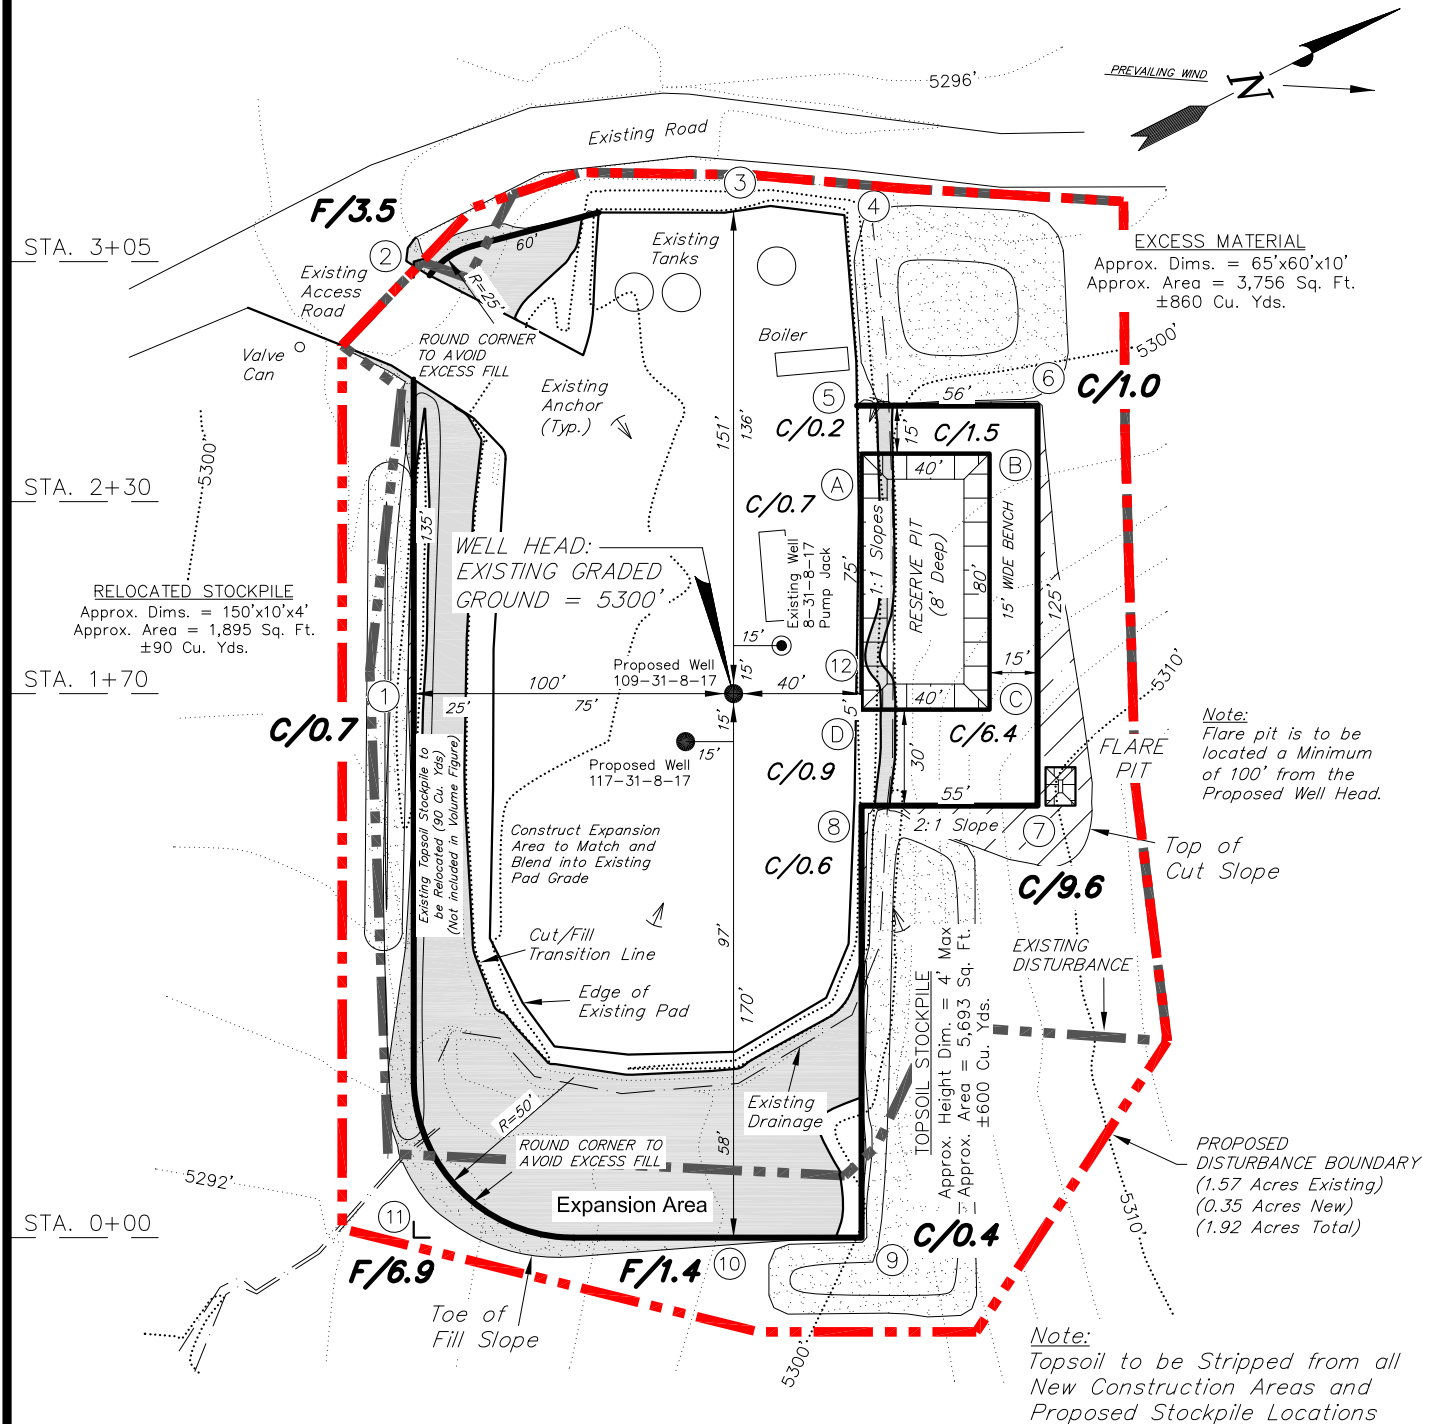 5296'
PREVAILING WIND
N
Existing Road
F/3.5
3
4
STA. 3+05
2
60'
Existing
Tanks
EXCESS MATERIAL
Approx. Dims. = 65'x60'x10'
Approx. Area = 3,756 Sq. Ft.
±860 Cu. Yds.
Existing
Access
Road
R=25'
ROUND CORNER
TO AVOID
EXCESS FILL
Boiler
5300'
Valve
Can
Existing
Anchor
(Typ.)
5
6
C/1.0
56'
C/0.2
15'
C/1.5
151'
136'
5300'
STA. 2+30
A
40'
B
C/0.7
135'
WELL HEAD:
EXISTING GRADED
GROUND = 5300'
Existing Well
8-31-8-17
Pump Jack
75'
1:1 Slopes
RESERVE PIT
(8' Deep)
80'
15' WIDE BENCH
125'
RELOCATED STOCKPILE
Approx. Dims. = 150'x10'x4'
Approx. Area = 1,895 Sq. Ft.
±90 Cu. Yds.
15'
STA. 1+70
Proposed Well
109-31-8-17
15'
12
15'
5310'
1
100'
40'
40'
C
25'
75'
5'
C/0.7
15'
15'
D
C/6.4
Proposed Well
117-31-8-17
C/0.9
30'
FLARE
PIT
Note:
Flare pit is to be
located a Minimum
of 100' from the
Proposed Well Head.
Existing Topsoil Stockpile to
be Relocated (90 Cu. Yds)
(Not included in Volume Figure)
55'
Construct Expansion
Area to Match and
Blend into Existing
Pad Grade
8
2:1 Slope
7
C/0.6
Top of
Cut Slope
C/9.6
97'
Cut/Fill
Transition Line
EXISTING
DISTURBANCE
Edge of
Existing Pad
170'
TOPSOIL STOCKPILE
Approx. Height Dim. = 4' Max
Approx. Area = 5,693 Sq. Ft.
±600 Cu. Yds.
R=50'
Existing
Drainage
ROUND CORNER TO
AVOID EXCESS FILL
58'
PROPOSED
DISTURBANCE BOUNDARY
(1.57 Acres Existing)
(0.35 Acres New)
(1.92 Acres Total)
5292'
5310'
Expansion Area
STA. 0+00
11
C/0.4
F/6.9
F/1.4
10
9
Toe of
Fill Slope
5300'
Note:
Topsoil to be Stripped from all
New Construction Areas and
Proposed Stockpile Locations